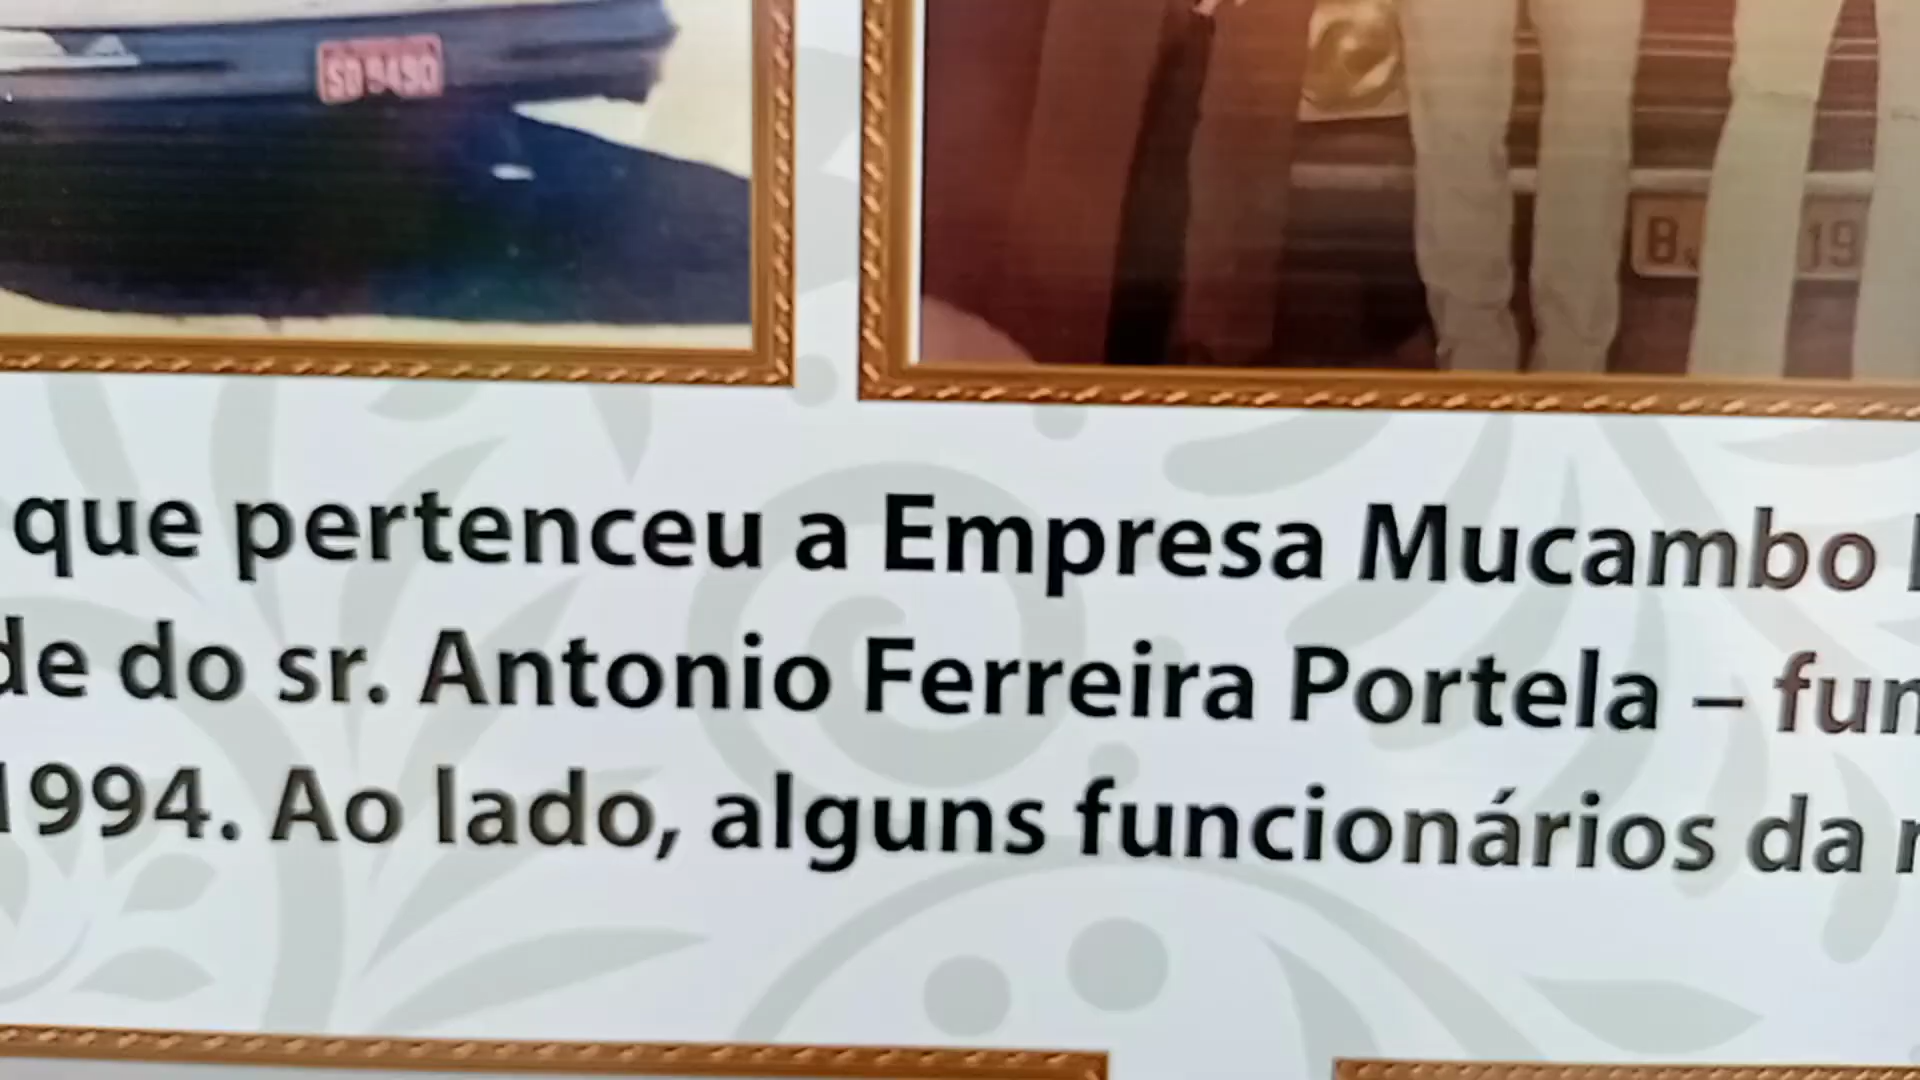 SD 9490
B 19
que pertenceu a Empresa Mucambo
de do sr. Antonio Ferreira Portela – fun
1994. Ao lado, alguns funcionários da